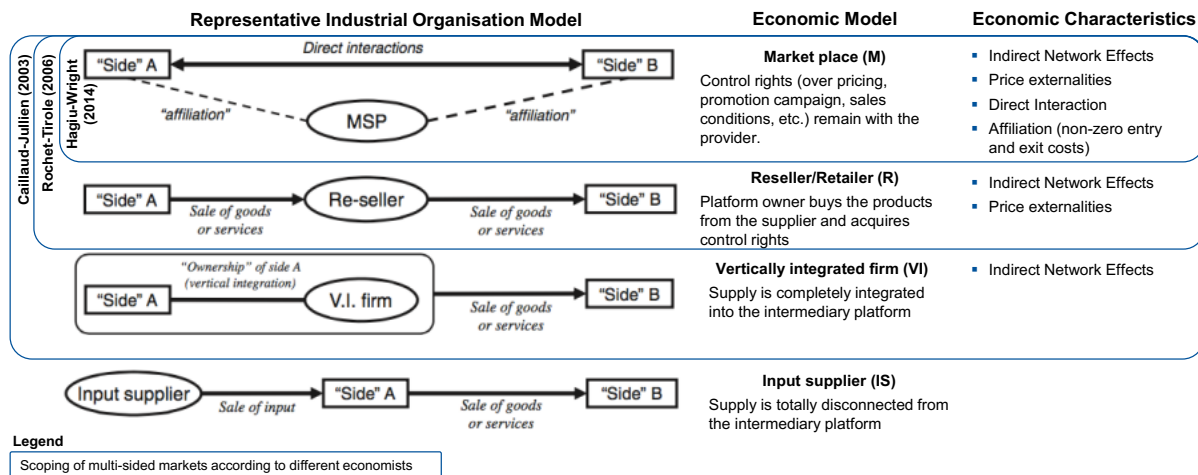 Representative Industrial Organisation Model
Economic Model
Economic Characteristics
Caillaud-Jullien (2003)
Rochet-Tirole (2006)
Hagiu-Wright
(2014)
"Side" A
Direct interactions
"Side" B
"affiliation"
MSP
"affiliation"
Market place (M)
Control rights (over pricing,
promotion campaign, sales
conditions, etc.) remain with the
provider.
▪ Indirect Network Effects
▪ Price externalities
▪ Direct Interaction
▪ Affiliation (non-zero entry
and exit costs)
"Side" A
Sale of goods
or services
Re-seller
Sale of goods
or services
"Side" B
Reseller/Retailer (R)
Platform owner buys the products
from the supplier and acquires
control rights
▪ Indirect Network Effects
▪ Price externalities
"Ownership" of side A
(vertical integration)
"Side" A
V.I. firm
Sale of goods
or services
"Side" B
Vertically integrated firm (VI)
Supply is completely integrated
into the intermediary platform
▪ Indirect Network Effects
Input supplier
Sale of input
"Side" A
Sale of goods
or services
"Side" B
Input supplier (IS)
Supply is totally disconnected from
the intermediary platform
Legend
Scoping of multi-sided markets according to different economists